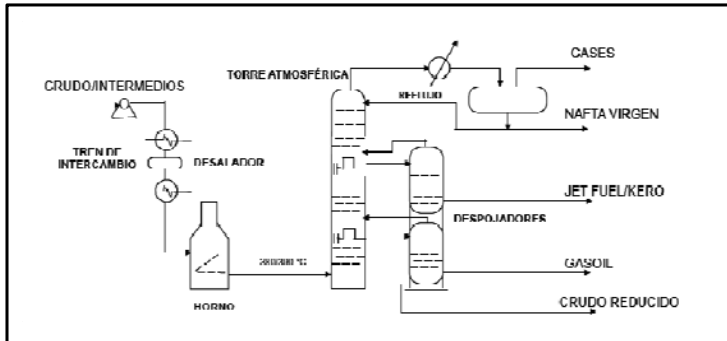 TORRE ATMOSFÉRICA
CASES
CRUDO/INTERMEDIOS
NAFTA VIRGEN
TREN DE
INTERCAMBIO
DESALADOR
JET FUEL/KERO
DESPOJADORES
GASOIL
HORNO
CRUDO REDUCIDO